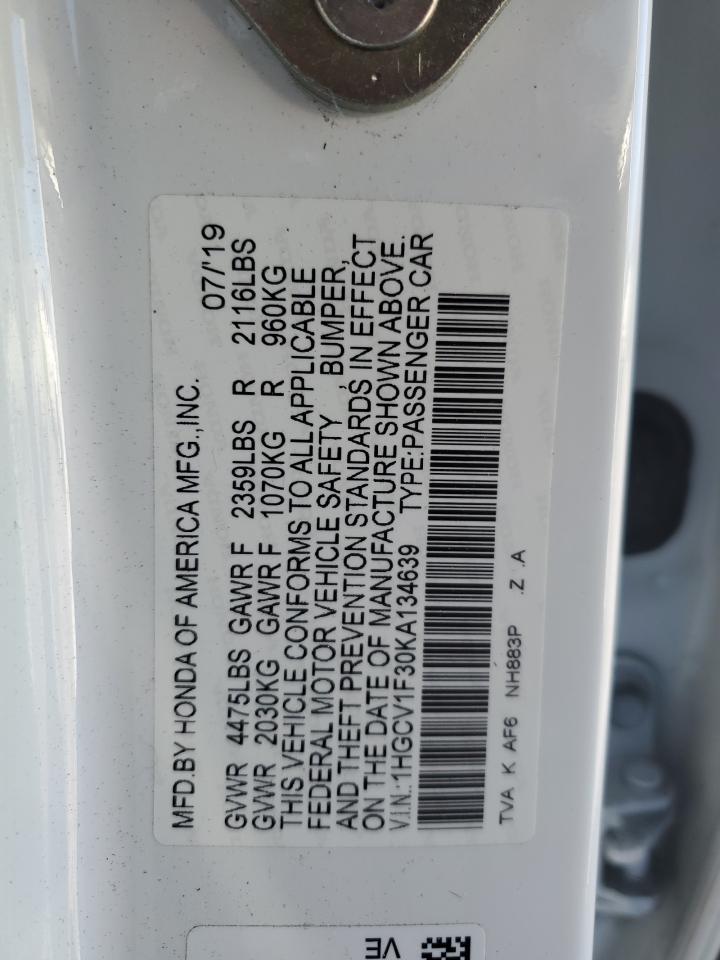 MFD.BY HONDA OF AMERICA MFG.,INC. 07/'19
GVWR 4475LBS GAWR F 2359LBS R 2116LBS
GVWR 2030KG GAWR F 1070KG R 960KG
THIS VEHICLE CONFORMS TO ALL APPLICABLE
FEDERAL MOTOR VEHICLE SAFETY , BUMPER,
AND THEFT PREVENTION STANDARDS IN EFFECT
ON THE DATE OF MANUFACTURE SHOWN ABOVE.
V.I.N.:1HGCV1F30KA134639 TYPE:PASSENGER CAR
TVA K AF6 NH883P .Z .A
VE